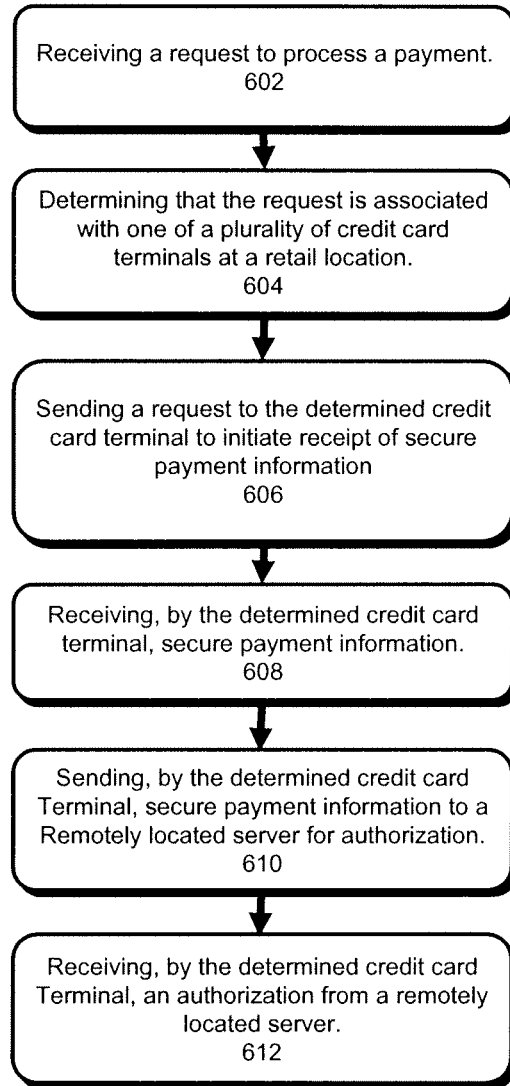 Receiving a request to process a payment.
602
Determining that the request is associated
with one of a plurality of credit card
terminals at a retail location.
604
Sending a request to the determined credit
card terminal to initiate receipt of secure
payment information
606
Receiving, by the determined credit card
terminal, secure payment information.
608
Sending, by the determined credit card
Terminal, secure payment information to a
Remotely located server for authorization.
610
Receiving, by the determined credit card
Terminal, an authorization from a remotely
located server.
612